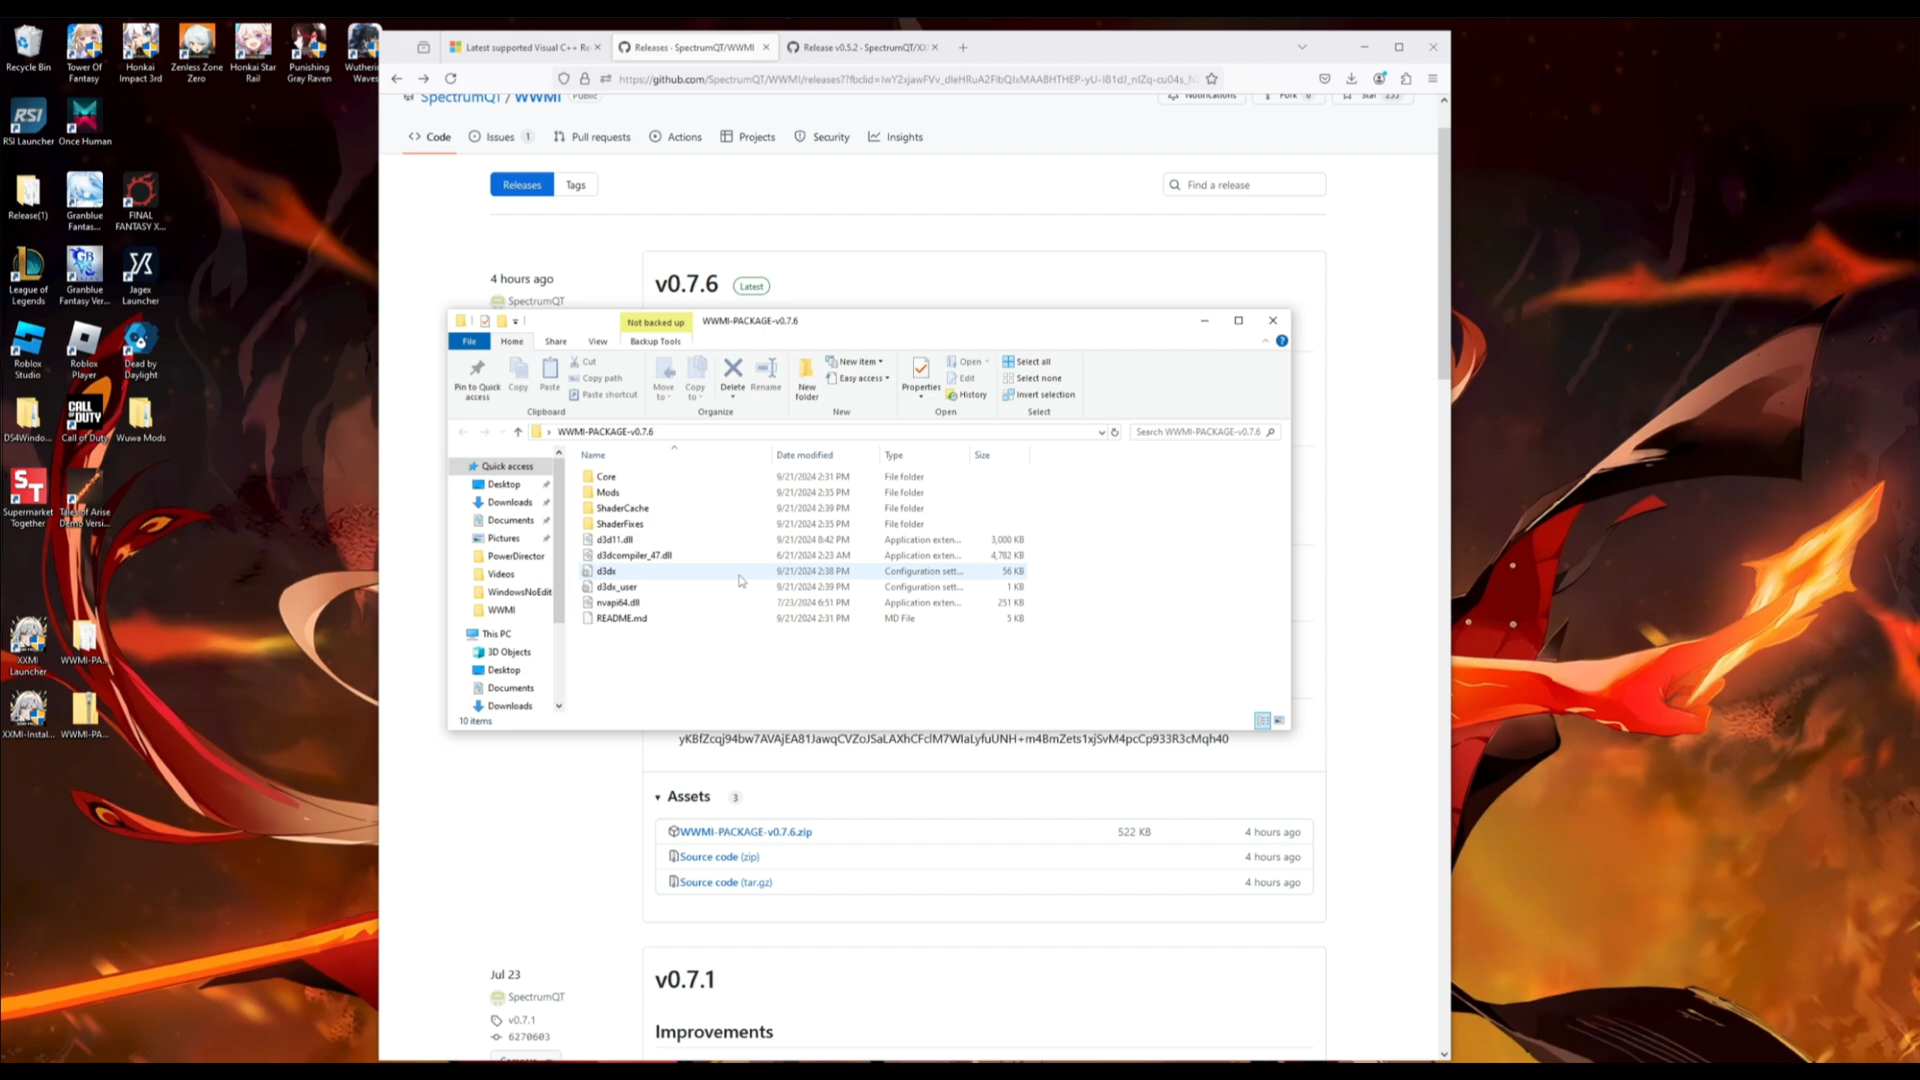 Recycle Bin
Tower Of
Fantasy
Honkai
Impact 3rd
Zenless Zone
Zero
Honkai Star
Rail
Punishing
Gray Raven
Wuthering
Waves
RSI
RSI Launcher
Once Human
Release(1)
Granblue
Fantas...
FINAL
FANTASY X...
League of
Legends
Granblue
Fantasy Ver...
Jagex
Launcher
Roblox
Studio
Roblox
Player
Dead by
Daylight
DS4Windo...
CALL
OF
DUTY
Call of Duty
Wuwa Mods
ST
Supermarket
Together
Tales of Arise
Demo Versi...
XXMI
Launcher
WWMI-PA...
XXMI-Instal...
WWMI-PA...
Latest supported Visual C++ Re
Releases · SpectrumQT/WWMI
Release v0.5.2 · SpectrumQT/XX
SpectrumQT / WWMI
Public
Notifications
Fork
Star
Code
Issues 1
Pull requests
Actions
Projects
Security
Insights
Releases
Tags
Find a release
4 hours ago
SpectrumQT
v0.7.6
Latest
Not backed up
WWMI-PACKAGE-v0.7.6
File
Home
Share
View
Backup Tools
Pin to Quick
access
Copy
Paste
Cut
Copy path
Paste shortcut
Clipboard
Move
to
Copy
to
Delete
Rename
Organize
New
folder
New item
Easy access
New
Properties
Open
Edit
History
Open
Select all
Select none
Invert selection
Select
WWMI-PACKAGE-v0.7.6
Search WWMI-PACKAGE-v0.7.6
Quick access
Desktop
Downloads
Documents
Pictures
PowerDirector
Videos
WindowsNoEdit
WWMI
This PC
3D Objects
Desktop
Documents
Downloads
Name Date modified Type Size
Core 9/21/2024 2:31 PM File folder
Mods 9/21/2024 2:35 PM File folder
ShaderCache 9/21/2024 2:39 PM File folder
ShaderFixes 9/21/2024 2:35 PM File folder
d3d11.dll 9/21/2024 8:42 PM Application exten... 3,000 KB
d3dcompiler_47.dll 6/21/2024 2:23 AM Application exten... 4,782 KB
d3dx 9/21/2024 2:38 PM Configuration sett... 56 KB
d3dx_user 9/21/2024 2:39 PM Configuration sett... 1 KB
nvapi64.dll 7/23/2024 6:51 PM Application exten... 251 KB
README.md 9/21/2024 2:31 PM MD File 5 KB
10 items
Assets 3
WWMI-PACKAGE-v0.7.6.zip 522 KB 4 hours ago
Source code (zip) 4 hours ago
Source code (tar.gz) 4 hours ago
Jul 23
SpectrumQT
v0.7.1
6270603
v0.7.1
Improvements